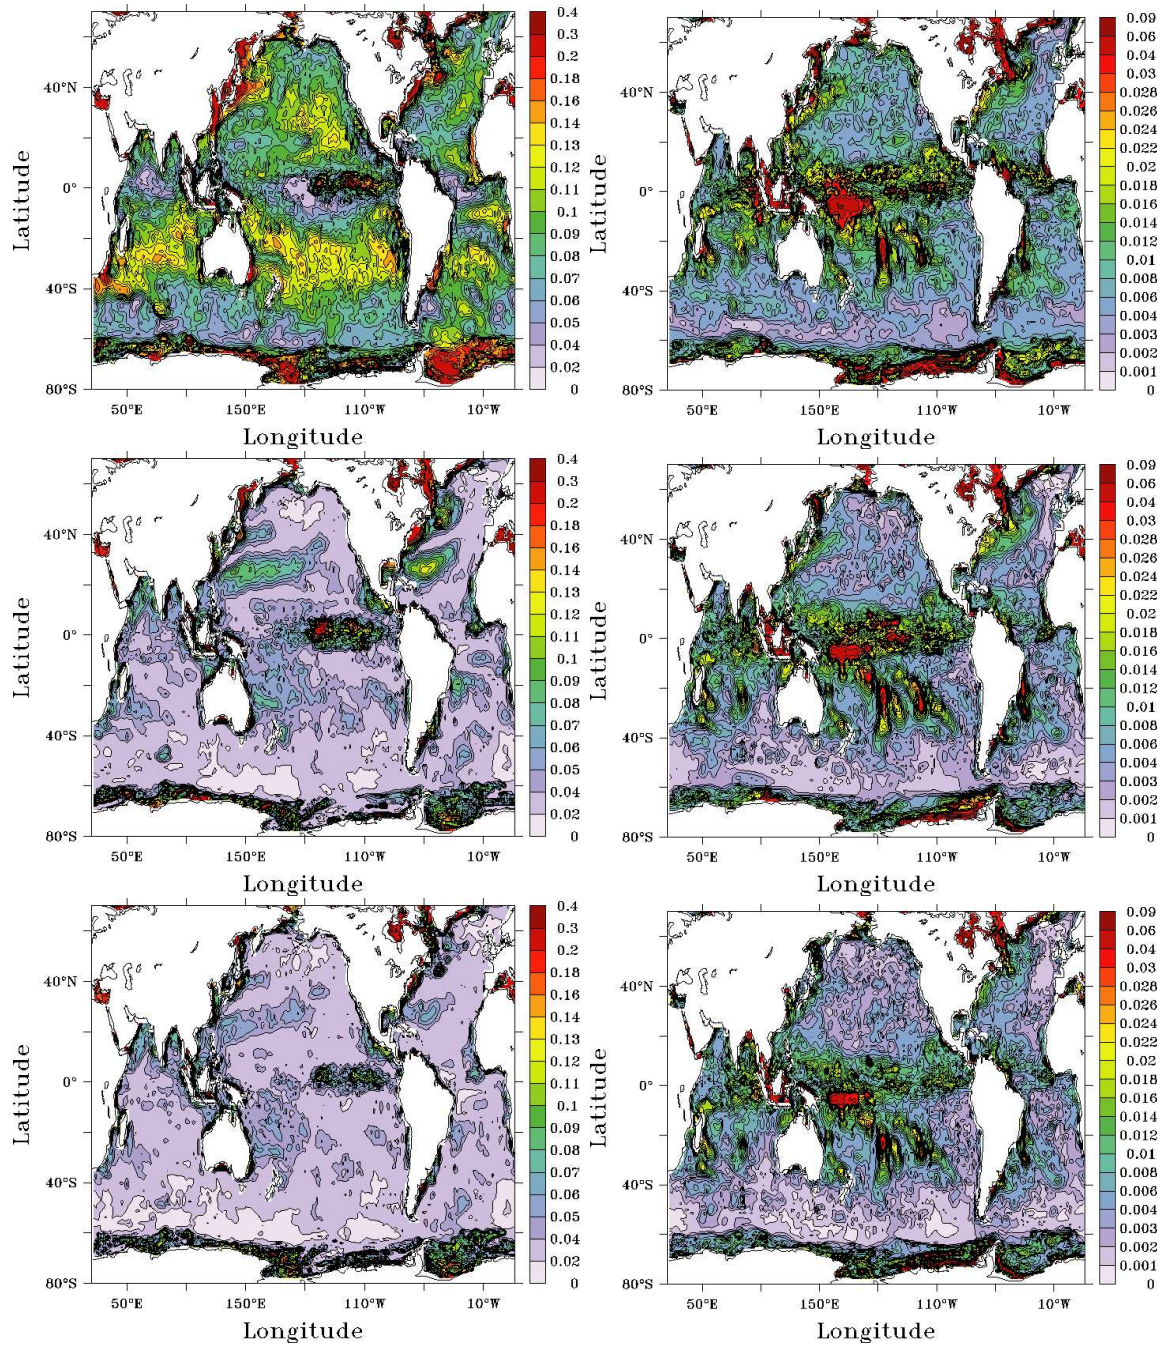 0.4
0.3
0.2
0.18
0.16
0.14
0.13
0.12
0.11
0.1
0.09
0.08
0.07
0.06
0.05
0.04
0.02
0
40°N
0°
40°S
80°S
Latitude
50°E
150°E
110°W
10°W
Longitude
0.09
0.06
0.04
0.03
0.028
0.026
0.024
0.022
0.02
0.018
0.016
0.014
0.012
0.01
0.006
0.004
0.003
0.002
0.001
0
40°N
0°
40°S
80°S
Latitude
50°E
150°E
110°W
10°W
Longitude
0.4
0.3
0.2
0.18
0.16
0.14
0.13
0.12
0.11
0.1
0.09
0.08
0.07
0.06
0.05
0.04
0.02
0
40°N
0°
40°S
80°S
Latitude
50°E
150°E
110°W
10°W
Longitude
0.09
0.06
0.04
0.03
0.028
0.026
0.024
0.022
0.02
0.018
0.016
0.014
0.012
0.01
0.006
0.004
0.003
0.002
0.001
0
40°N
0°
40°S
80°S
Latitude
50°E
150°E
110°W
10°W
Longitude
0.4
0.3
0.2
0.18
0.16
0.14
0.13
0.12
0.11
0.1
0.09
0.08
0.07
0.06
0.05
0.04
0.02
0
40°N
0°
40°S
80°S
Latitude
50°E
150°E
110°W
10°W
Longitude
0.09
0.06
0.04
0.03
0.028
0.026
0.024
0.022
0.02
0.018
0.016
0.014
0.012
0.01
0.006
0.004
0.003
0.002
0.001
0
40°N
0°
40°S
80°S
Latitude
50°E
150°E
110°W
10°W
Longitude